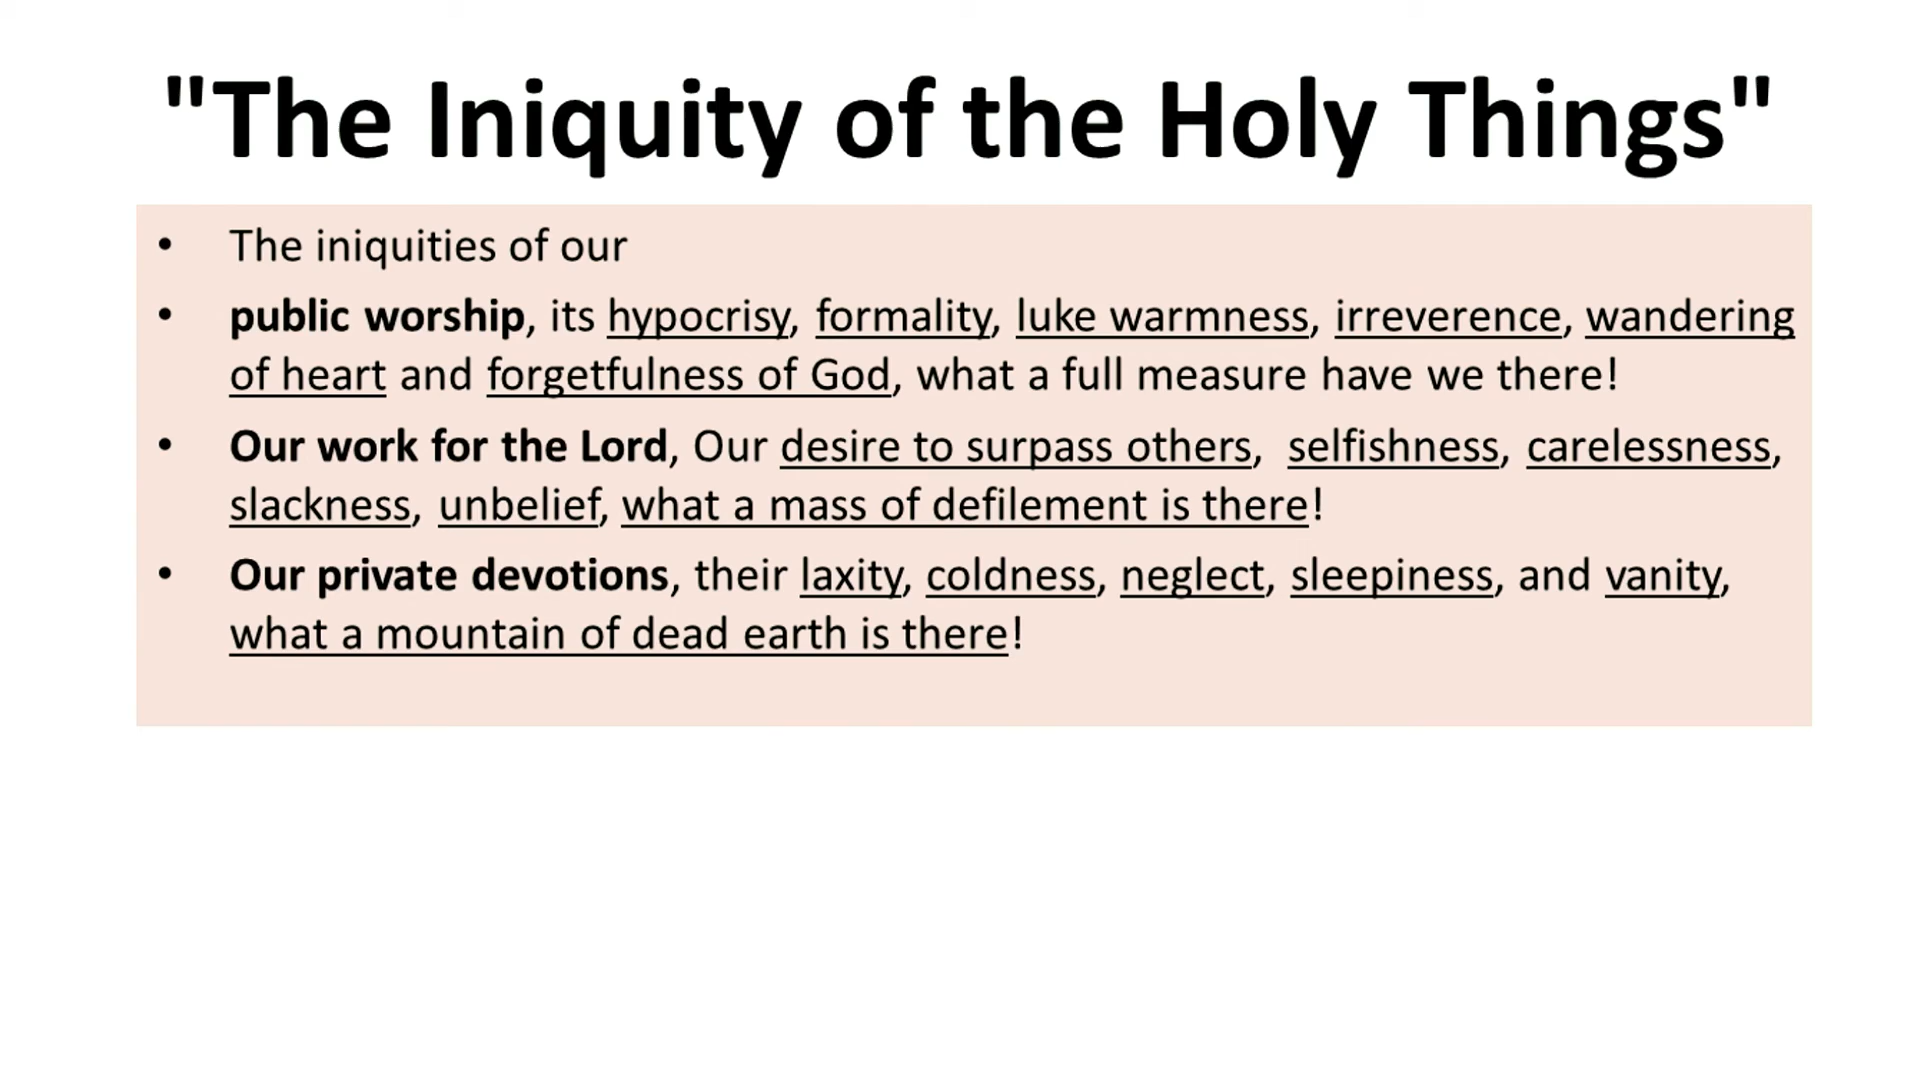 "The Iniquity of the Holy Things"
• The iniquities of our
• public worship, its hypocrisy, formality, luke warmness, irreverence, wandering
of heart and forgetfulness of God, what a full measure have we there!
• Our work for the Lord, Our desire to surpass others,  selfishness, carelessness,
slackness, unbelief, what a mass of defilement is there!
• Our private devotions, their laxity, coldness, neglect, sleepiness, and vanity,
what a mountain of dead earth is there!